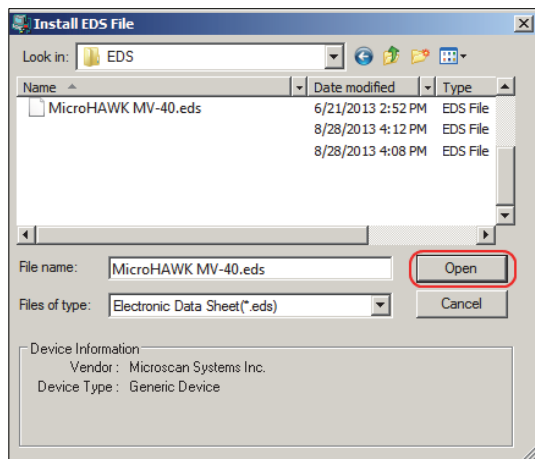 Install EDS File
Look in: EDS
Name Date modified Type
MicroHAWK MV-40.eds 6/21/2013 2:52 PM EDS File
8/28/2013 4:12 PM EDS File
8/28/2013 4:08 PM EDS File
File name: MicroHAWK MV-40.eds Open
Files of type: Electronic Data Sheet(*.eds) Cancel
Device Information
Vendor : Microscan Systems Inc.
Device Type : Generic Device